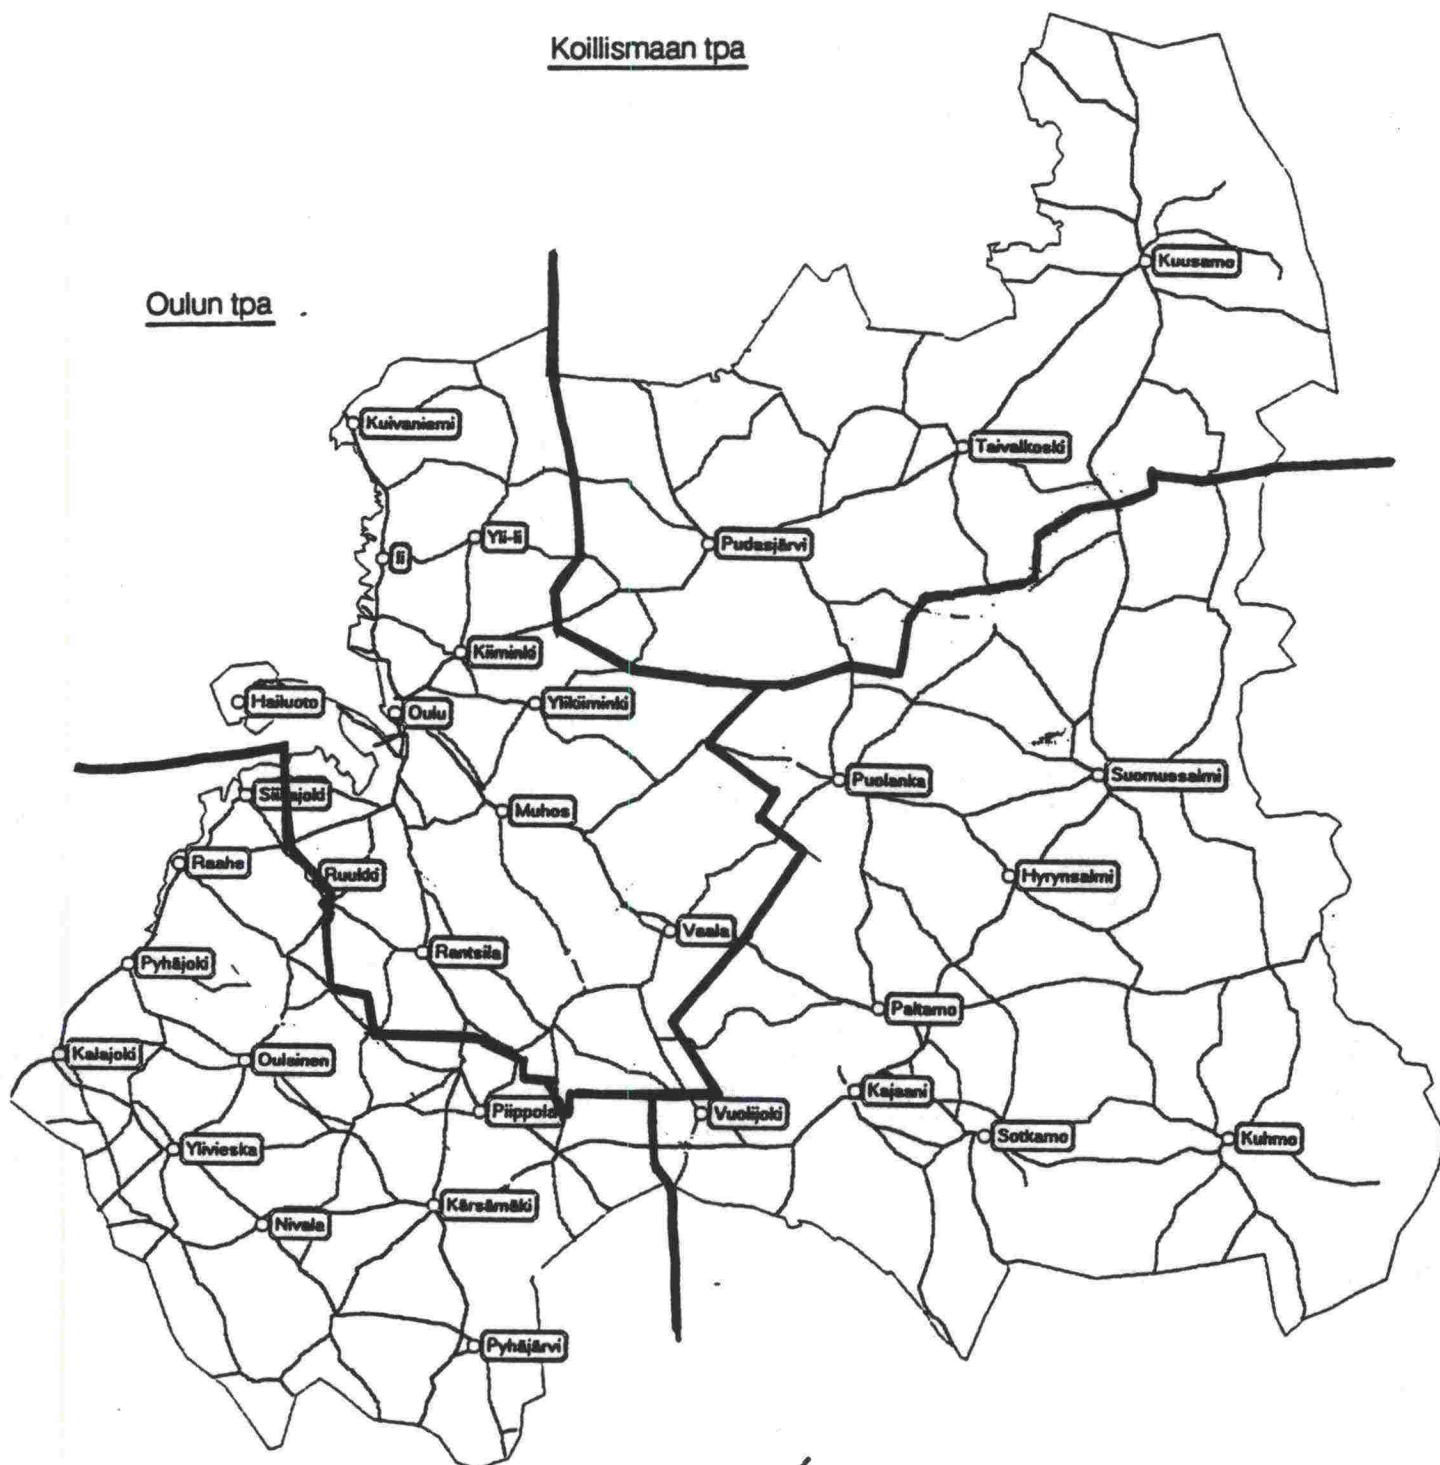 Koillismaan tpa
Kuusamo
Oulun tpa
Kuivaniemi
Taivalkoski
Yli-Ii
Pudasjärvi
Ii
Kiiminki
Hailuoto
Ylikiiminki
Oulu
Puolanka
Suomussalmi
Siikajoki
Muhos
Raahe
Ruukki
Hyrynsalmi
Vaala
Rantsila
Pyhäjoki
Paltamo
Kalajoki
Oulainen
Kajaani
Piippola
Vuolijoki
Sotkamo
Kuhmo
Ylivieska
Kärsämäki
Nivala
Pyhäjärvi